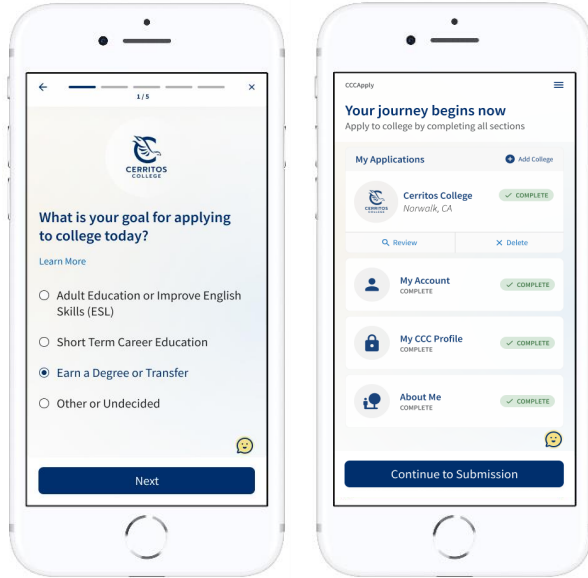 1 / 5
CERRITOS
COLLEGE
What is your goal for applying
to college today?
Learn More
Adult Education or Improve English
Skills (ESL)
Short Term Career Education
Earn a Degree or Transfer
Other or Undecided
Next
CCCApply
Your journey begins now
Apply to college by completing all sections
My Applications
Add College
CERRITOS
COLLEGE
Cerritos College
Norwalk, CA
COMPLETE
Review
Delete
My Account
COMPLETE
COMPLETE
My CCC Profile
COMPLETE
COMPLETE
About Me
COMPLETE
COMPLETE
Continue to Submission